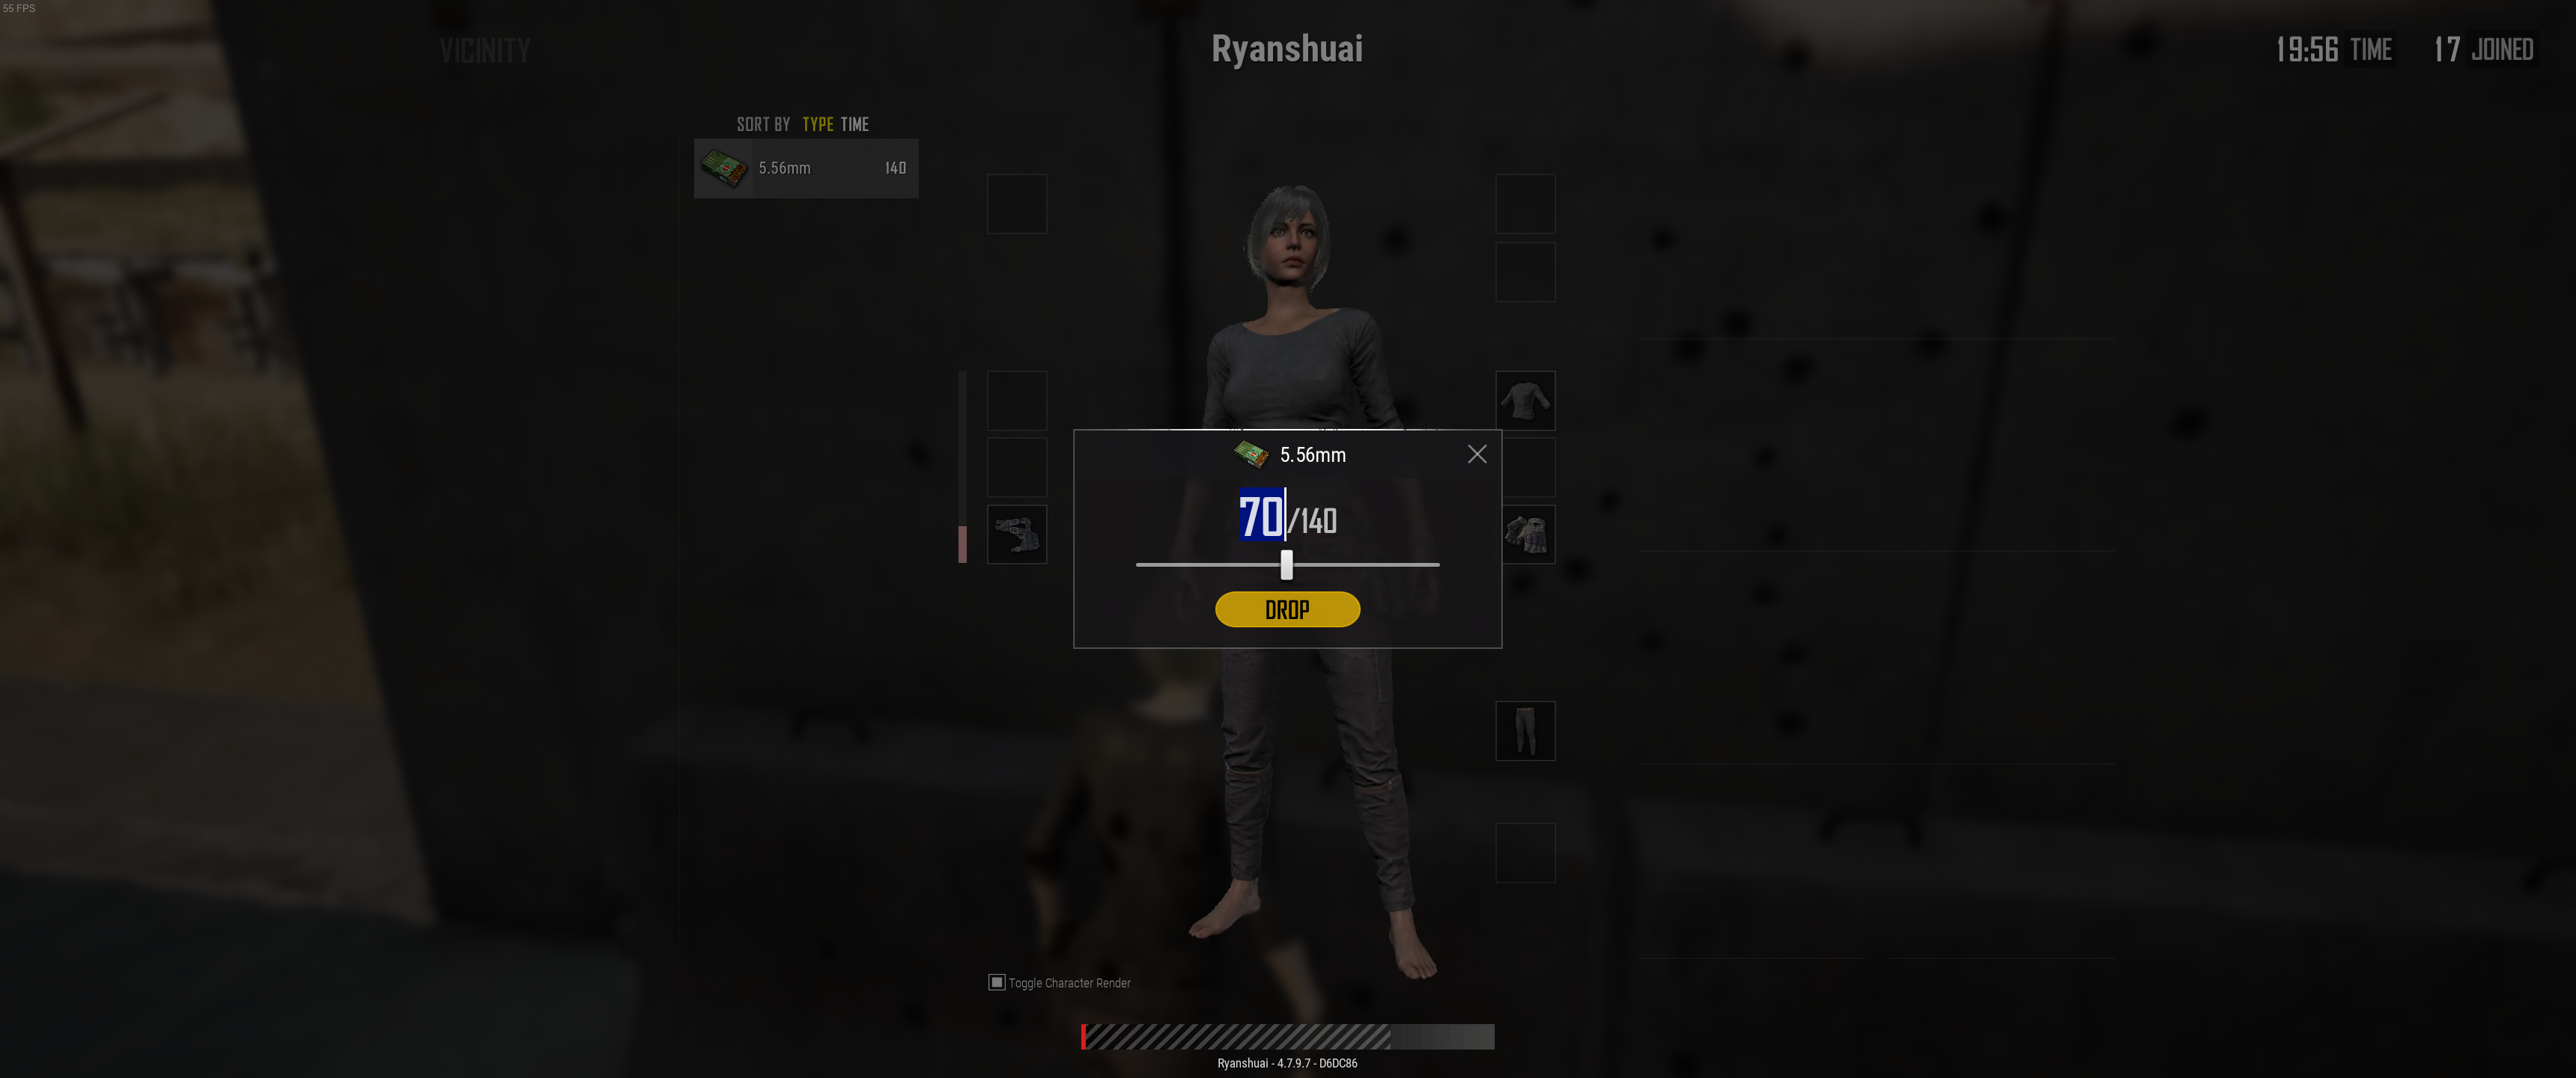 55 FPS
VICINITY
Ryanshuai
19:56 TIME 17 JOINED
SORT BY TYPE TIME
5.56mm 140
5.56mm
70/140
DROP
Toggle Character Render
Ryanshuai - 4.7.9.7 - D6DC86